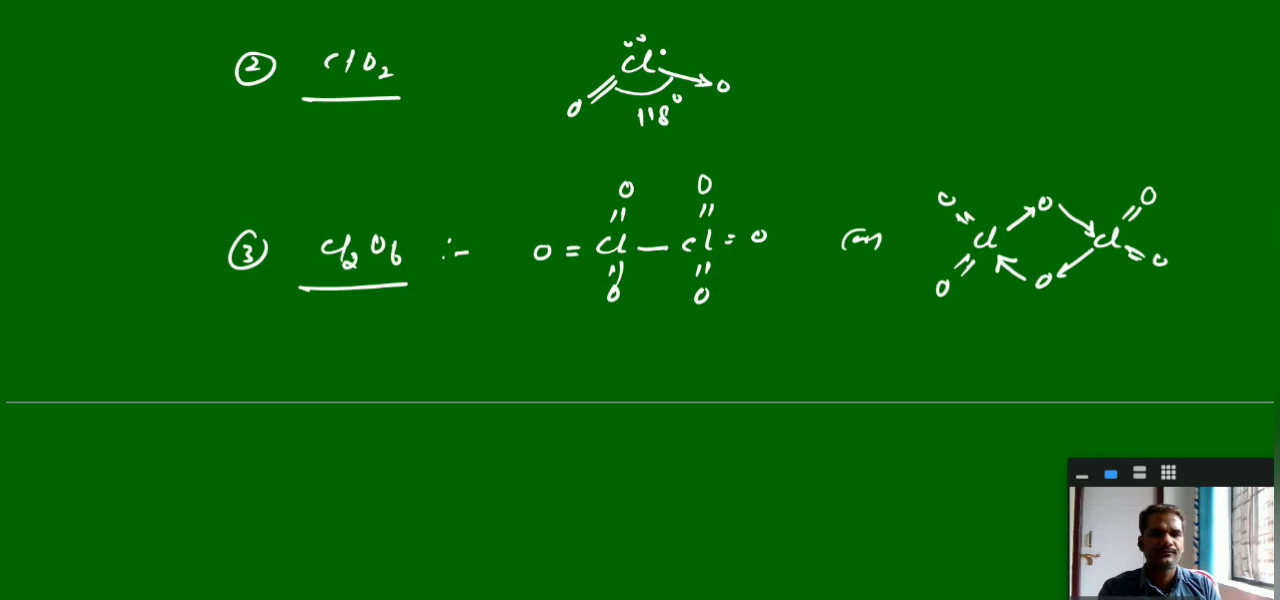 ② ClO₂
Cl
O O
118°
③ Cl₂O₆ :-
O O
O = Cl — Cl = O
O O
(or)
O O O
Cl Cl
O O O